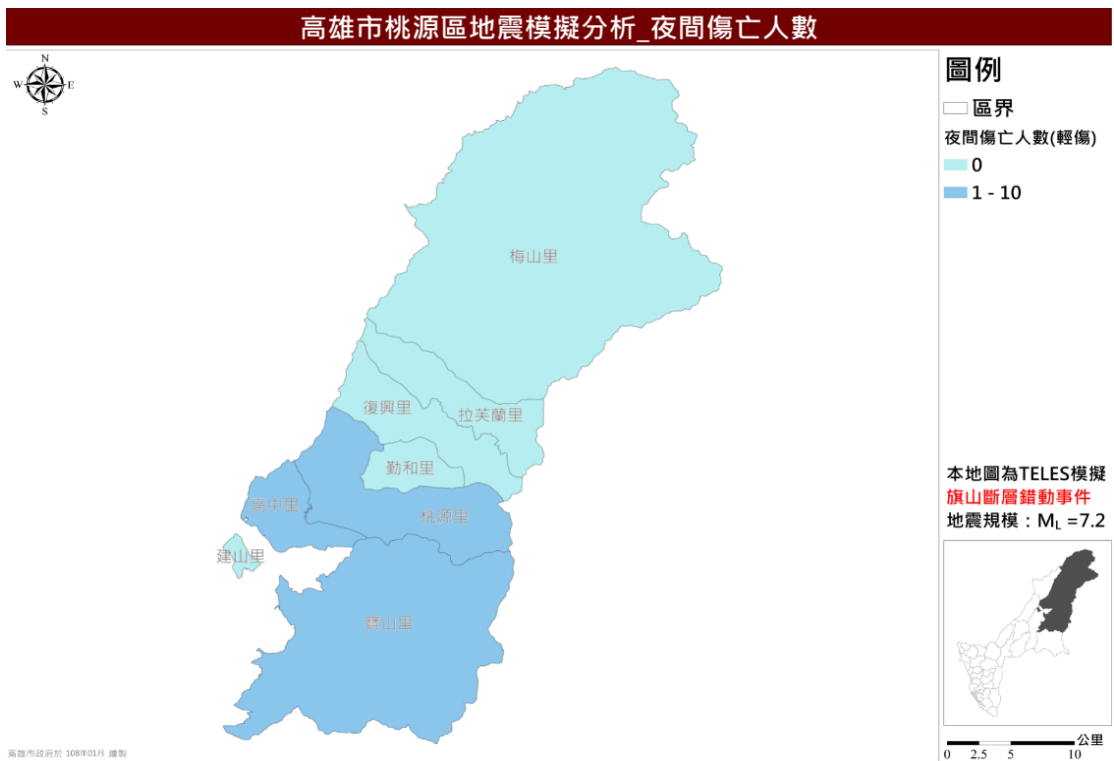 高雄市桃園區地震模擬分析_夜間傷亡人數
N
W
E
S
圖例
區界
夜間傷亡人數(輕傷)
0
1 - 10
梅山里
復興里
拉芙蘭里
勤和里
高中里
桃源里
建山里
寶山里
本地圖為TELES模擬
旗山斷層錯動事件
地震規模：ML =7.2
公里
0 2.5 5 10
高雄市政府於 108年01月 繪製